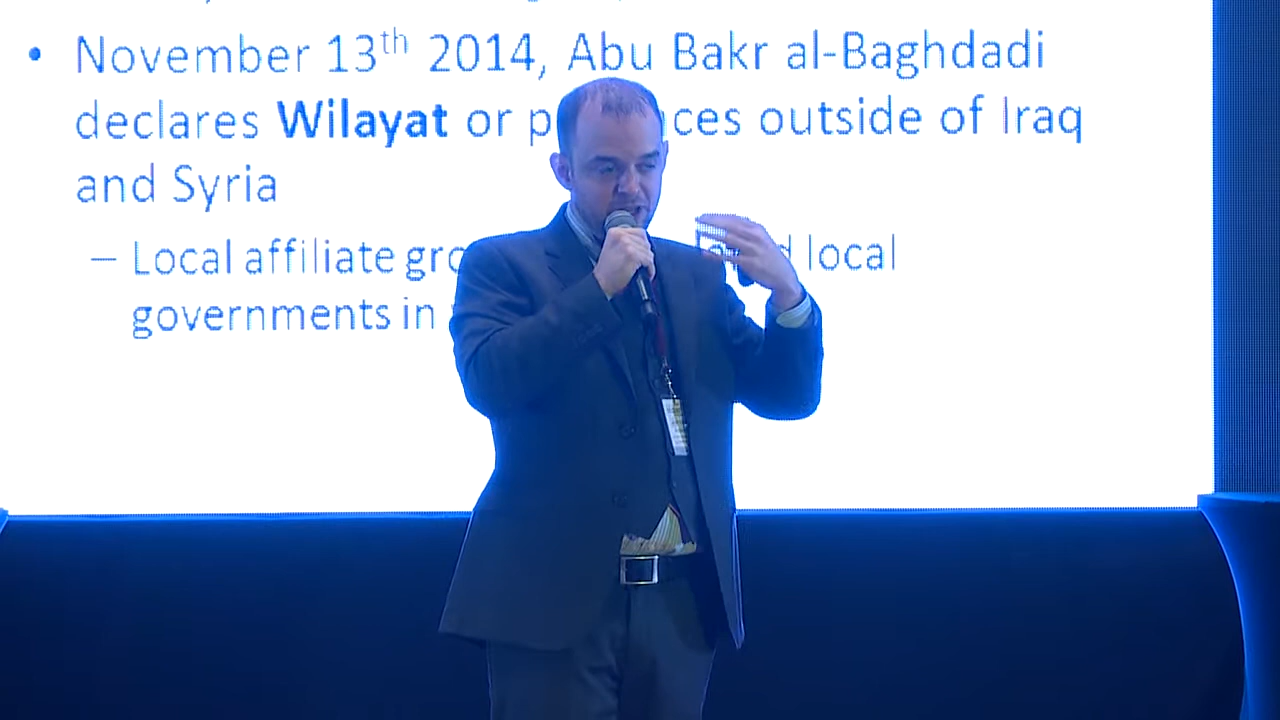 • November 13th 2014, Abu Bakr al-Baghdadi
declares Wilayat or p ces outside of Iraq
and Syria
– Local affiliate gro local
governments in